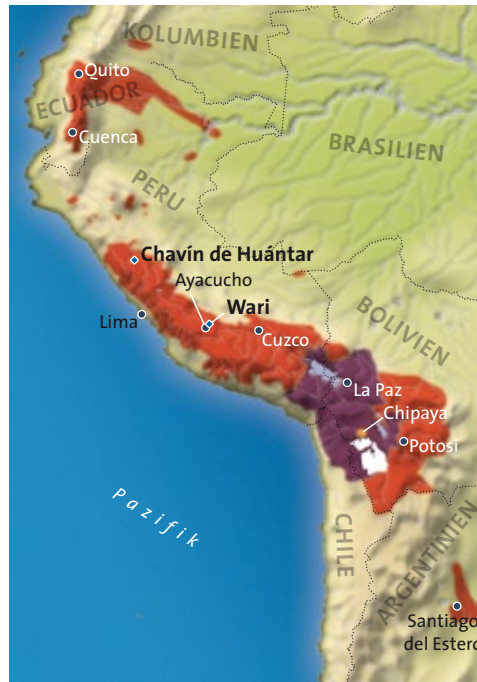 KOLUMBIEN
Quito
ECUADOR
Cuenca
BRASILIEN
PERU
Chavín de Huántar
Ayacucho
Wari
Lima
Cuzco
BOLIVIEN
La Paz
Chipaya
Potosi
Pazifik
CHILE
ARGENTINIEN
Santiago
del Estero